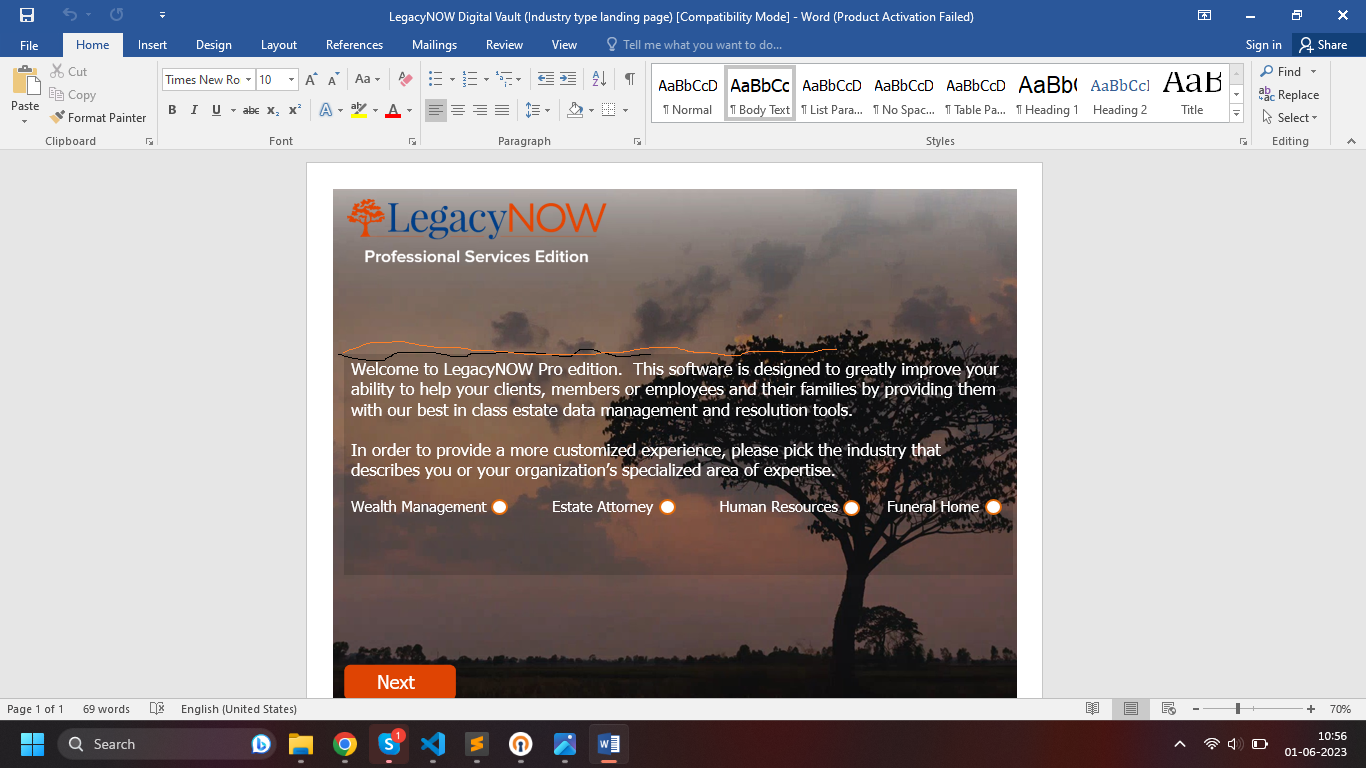 LegacyNOW Digital Vault (Industry type landing page) [Compatibility Mode] - Word (Product Activation Failed)
File Home Insert Design Layout References Mailings Review View Tell me what you want to do... Sign in Share
Paste
Cut
Copy
Format Painter
Clipboard
Times New Ro 10
Aa
B I U abc x₂ x² A ab A
Font
A Z
Paragraph
AaBbCcD AaBbCc AaBbCcD AaBbCcD AaBbCcD AaBb( AaBbCcI AaB
¶ Normal ¶ Body Text ¶ List Para... ¶ No Spac... ¶ Table Pa... ¶ Heading 1 Heading 2 Title
Styles
Find
Replace
Select
Editing
LegacyNOW
Professional Services Edition
Welcome to LegacyNOW Pro edition. This software is designed to greatly improve your
ability to help your clients, members or employees and their families by providing them
with our best in class estate data management and resolution tools.
In order to provide a more customized experience, please pick the industry that
describes you or your organization’s specialized area of expertise.
Wealth Management Estate Attorney Human Resources Funeral Home
Next
Page 1 of 1 69 words English (United States) 70%
Search 1 10:56
01-06-2023